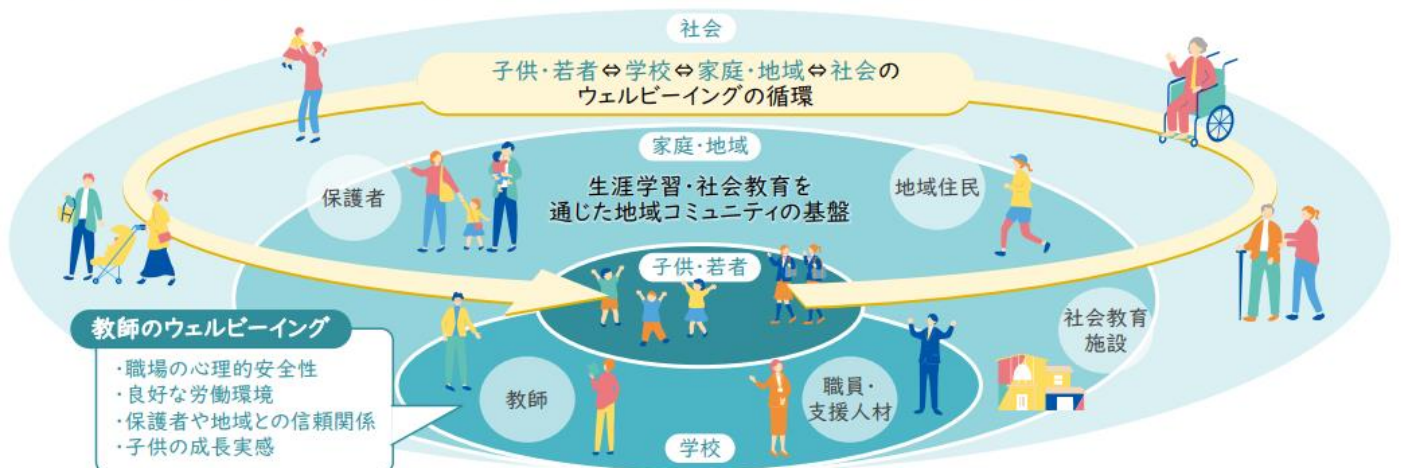 社会
子供・若者⇔学校⇔家庭・地域⇔社会の
ウェルビーイングの循環
家庭・地域
保護者
生涯学習・社会教育を
通じた地域コミュニティの基盤
地域住民
子供・若者
社会教育
施設
教師のウェルビーイング
・職場の心理的安全性
・良好な労働環境
・保護者や地域との信頼関係
・子供の成長実感
教師
職員・
支援人材
学校